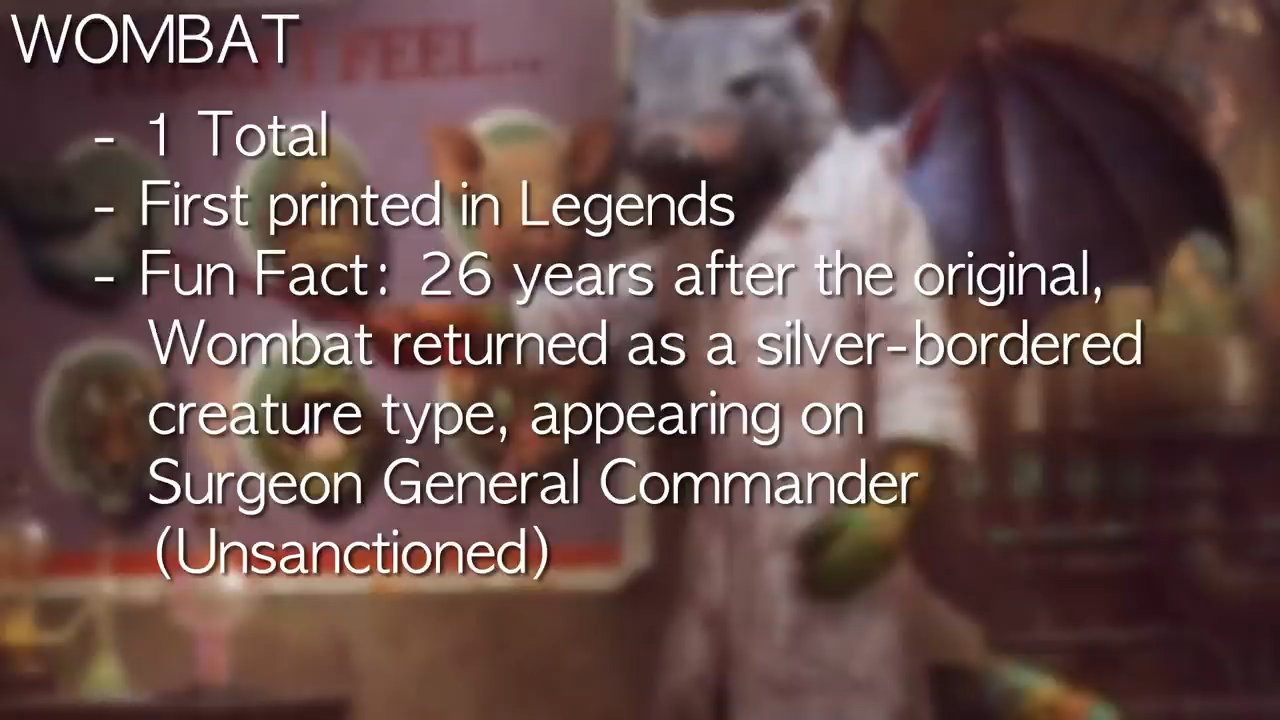 WOMBAT
FEEL...
- 1 Total
- First printed in Legends
- Fun Fact: 26 years after the original,
Wombat returned as a silver-bordered
creature type, appearing on
Surgeon General Commander
(Unsanctioned)